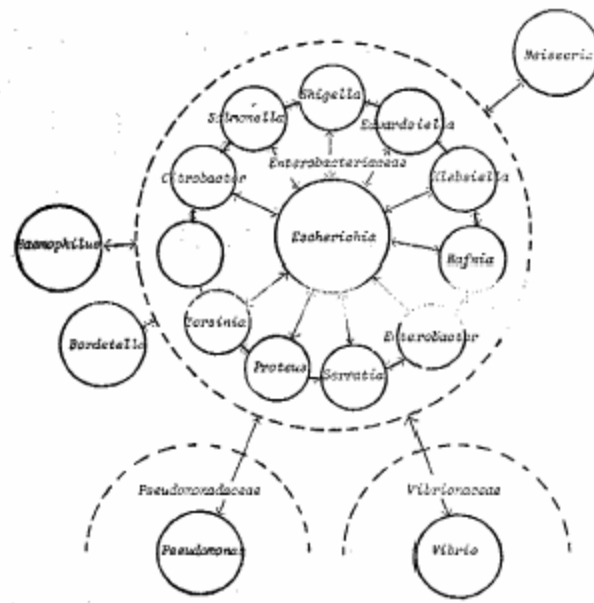 Neisseria
Shigella
Salmonella
Edwardsiella
Enterobacteriaceae
Citrobacter
Klebsiella
Escherichia
Haemophilus
Hafnia
Yersinia
Enterobacter
Bordetella
Proteus
Serratia
Pseudomonadaceae
Vibrionaceae
Pseudomonas
Vibrio